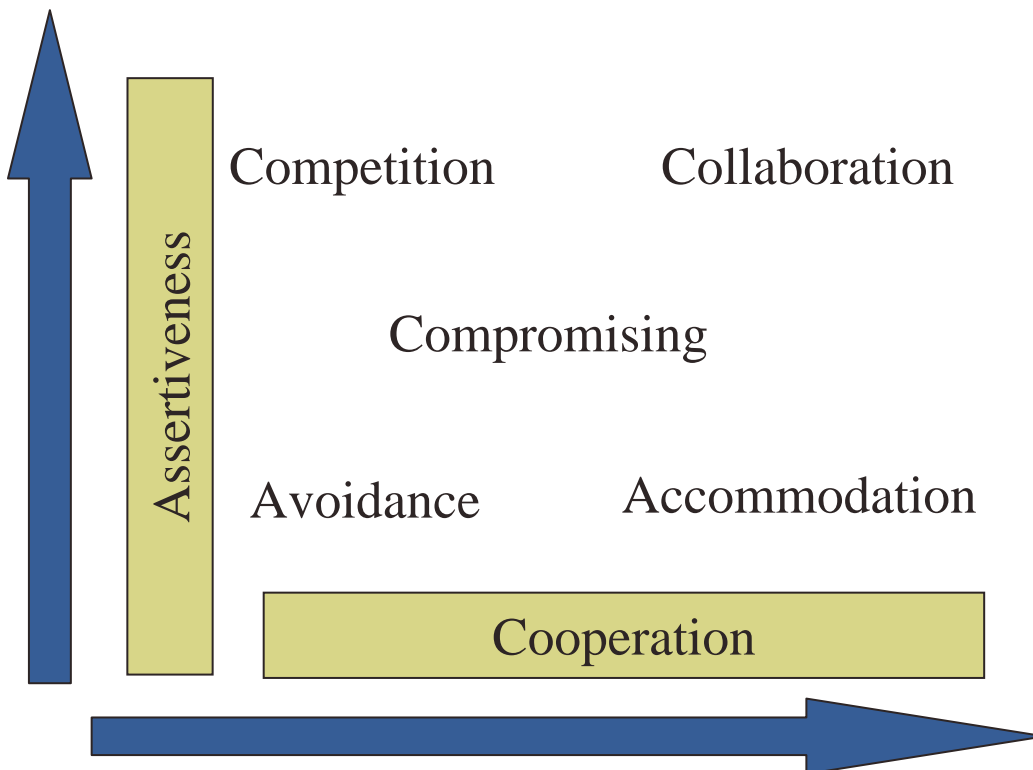 Competition
Collaboration
Assertiveness
Compromising
Avoidance
Accommodation
Cooperation